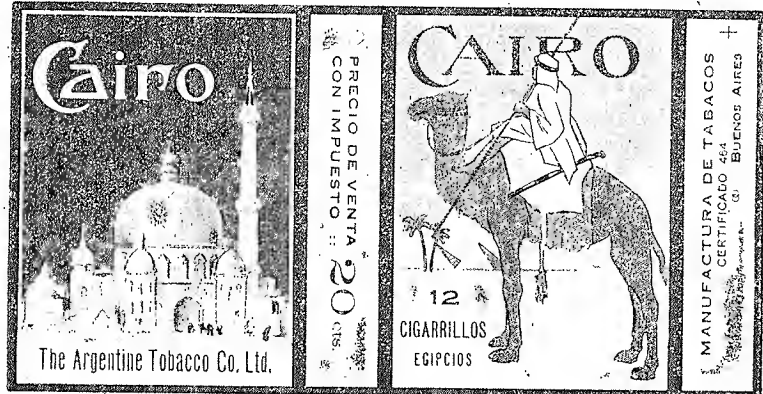 Cairo
The Argentine Tobacco Co. Ltd.
PRECIO DE VENTA
CON IMPUESTO :: 20 cts
CAIRO
12
CIGARRILLOS
EGIPCIOS
MANUFACTURA DE TABACOS
CERTIFICADO 464
(2) BUENOS AIRES